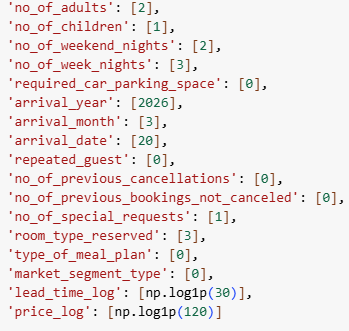 'no_of_adults': [2],
'no_of_children': [1],
'no_of_weekend_nights': [2],
'no_of_week_nights': [3],
'required_car_parking_space': [0],
'arrival_year': [2026],
'arrival_month': [3],
'arrival_date': [20],
'repeated_guest': [0],
'no_of_previous_cancellations': [0],
'no_of_previous_bookings_not_canceled': [0],
'no_of_special_requests': [1],
'room_type_reserved': [3],
'type_of_meal_plan': [0],
'market_segment_type': [0],
'lead_time_log': [np.log1p(30)],
'price_log': [np.log1p(120)]